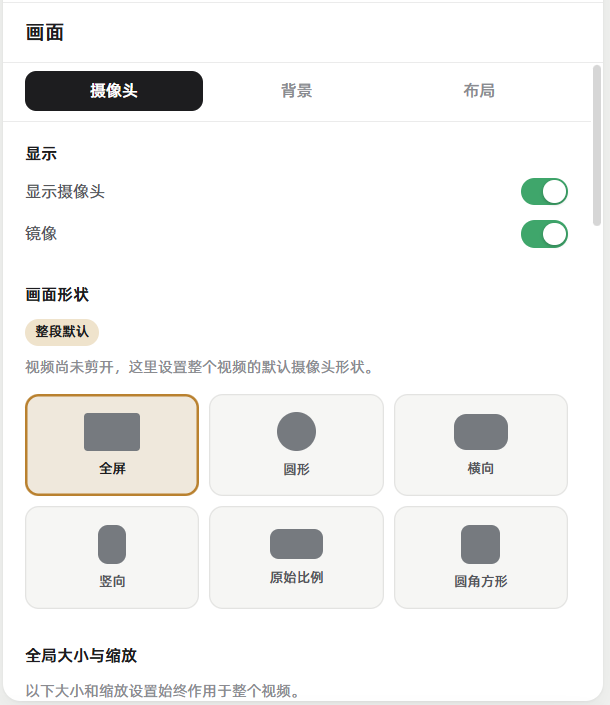 画面
摄像头 背景 布局
显示
显示摄像头
镜像
画面形状
整段默认
视频尚未剪开，这里设置整个视频的默认摄像头形状。
全屏 圆形 横向
竖向 原始比例 圆角方形
全局大小与缩放
以下大小和缩放设置始终作用于整个视频。